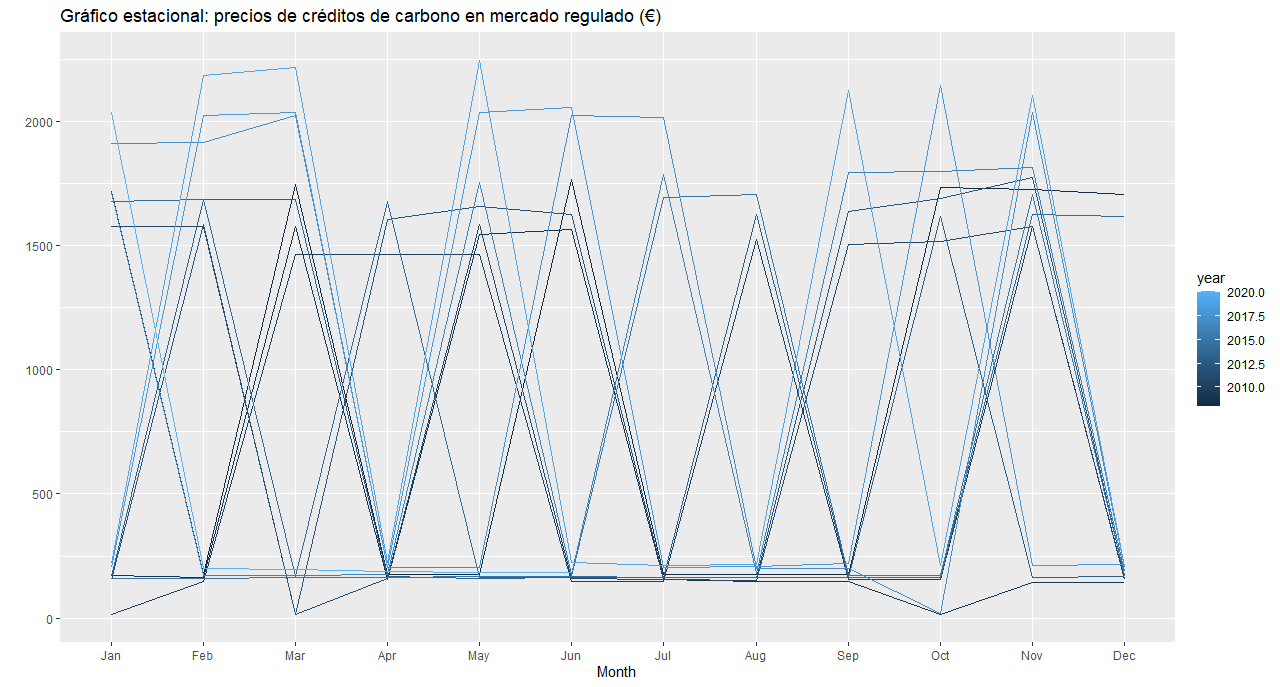 Gráfico estacional: precios de créditos de carbono en mercado regulado (€)
2000
1500
1000
500
0
Jan Feb Mar Apr May Jun Jul Aug Sep Oct Nov Dec
Month
year
2020.0
2017.5
2015.0
2012.5
2010.0